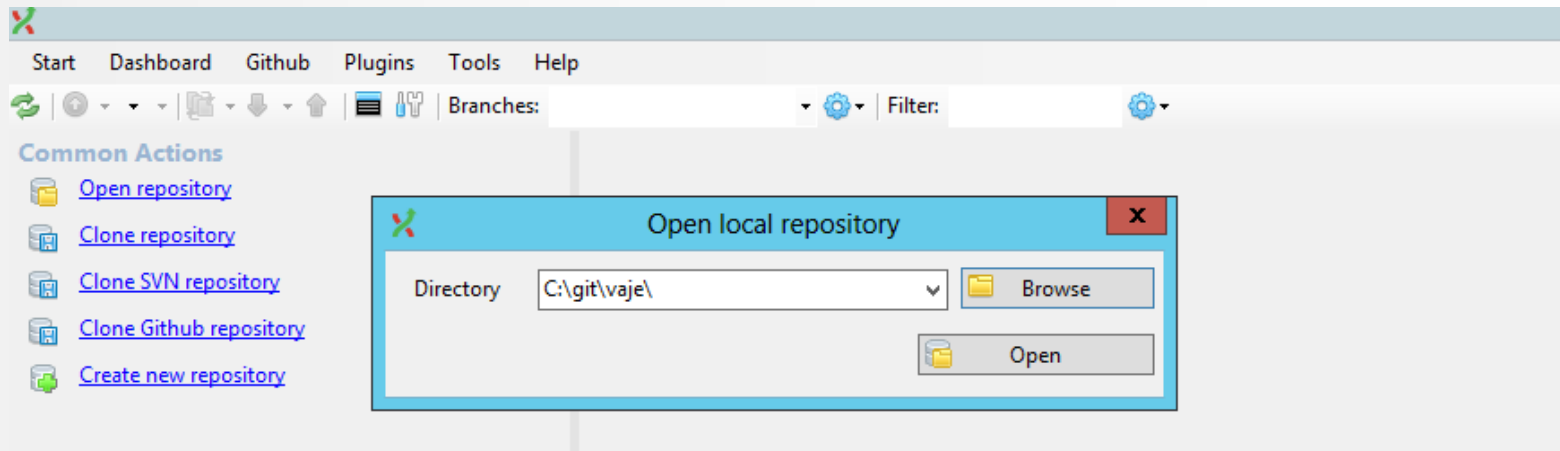 Start Dashboard Github Plugins Tools Help
Branches: Filter:
Common Actions
Open repository
Clone repository
Clone SVN repository
Clone Github repository
Create new repository
Open local repository x
Directory C:\git\vaje\ Browse
Open